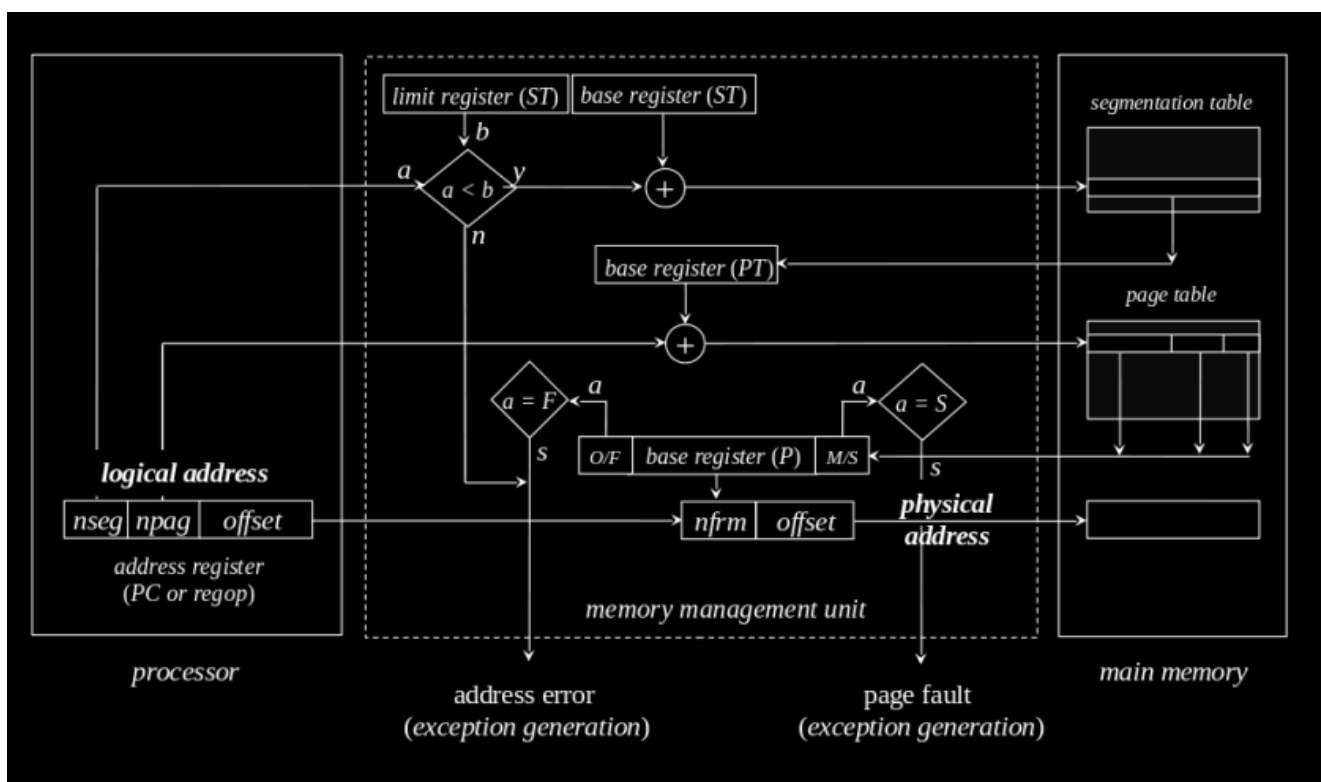 limit register (ST)
base register (ST)
segmentation table
b
a
a < b
y
+
n
base register (PT)
page table
+
a = F
a
a
a = S
logical address
s
O/F
base register (P)
M/S
s
nseg
npag
offset
nfrm
offset
physical
address
address register
(PC or regop)
memory management unit
processor
main memory
address error
(exception generation)
page fault
(exception generation)